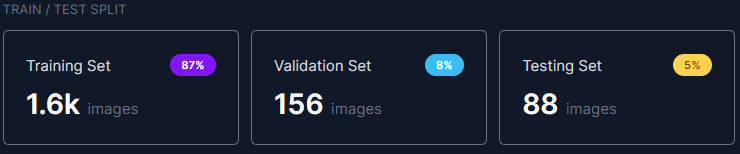 TRAIN / TEST SPLIT
Training Set 87%
1.6k images
Validation Set 8%
156 images
Testing Set 5%
88 images